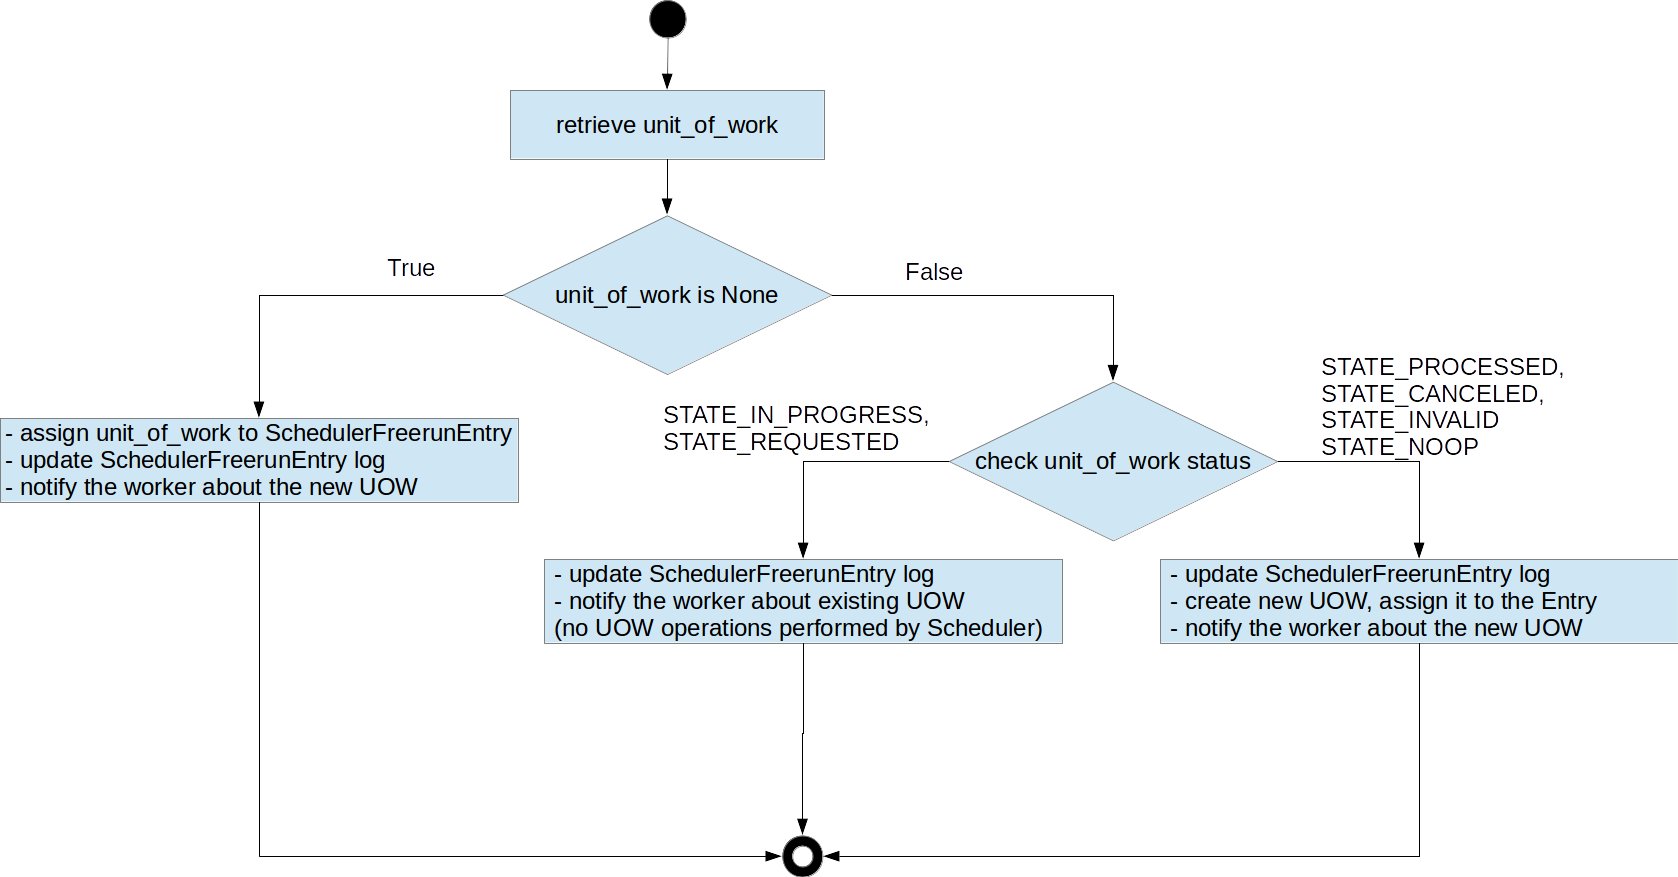 retrieve unit_of_work
True
False
unit_of_work is None
STATE_PROCESSED,
STATE_CANCELED,
STATE_INVALID
STATE_NOOP
STATE_IN_PROGRESS,
STATE_REQUESTED
check unit_of_work status
- assign unit_of_work to SchedulerFreerunEntry
- update SchedulerFreerunEntry log
- notify the worker about the new UOW
- update SchedulerFreerunEntry log
- notify the worker about existing UOW
(no UOW operations performed by Scheduler)
- update SchedulerFreerunEntry log
- create new UOW, assign it to the Entry
- notify the worker about the new UOW